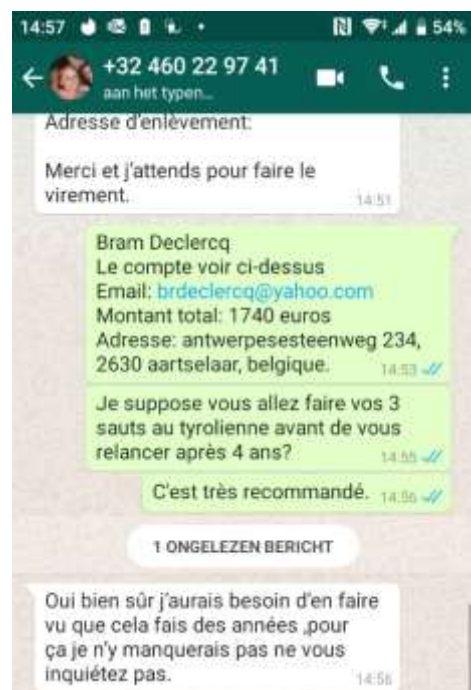 14:57
54%
+32 460 22 97 41
aan het typen...
Adresse d'enlèvement:
Merci et j'attends pour faire le
virement.
14:51
Bram Declercq
Le compte voir ci-dessus
Email: brdeclercq@yahoo.com
Montant total: 1740 euros
Adresse: antwerpesesteenweg 234,
2630 aartselaar, belgique.
14:53
Je suppose vous allez faire vos 3
sauts au tyrolienne avant de vous
relancer après 4 ans?
14:55
C'est très recommandé.
14:56
1 ONGELEZEN BERICHT
Oui bien sûr j'aurais besoin d'en faire
vu que cela fais des années ,pour
ça je n'y manquerais pas ne vous
inquiétez pas.
14:56